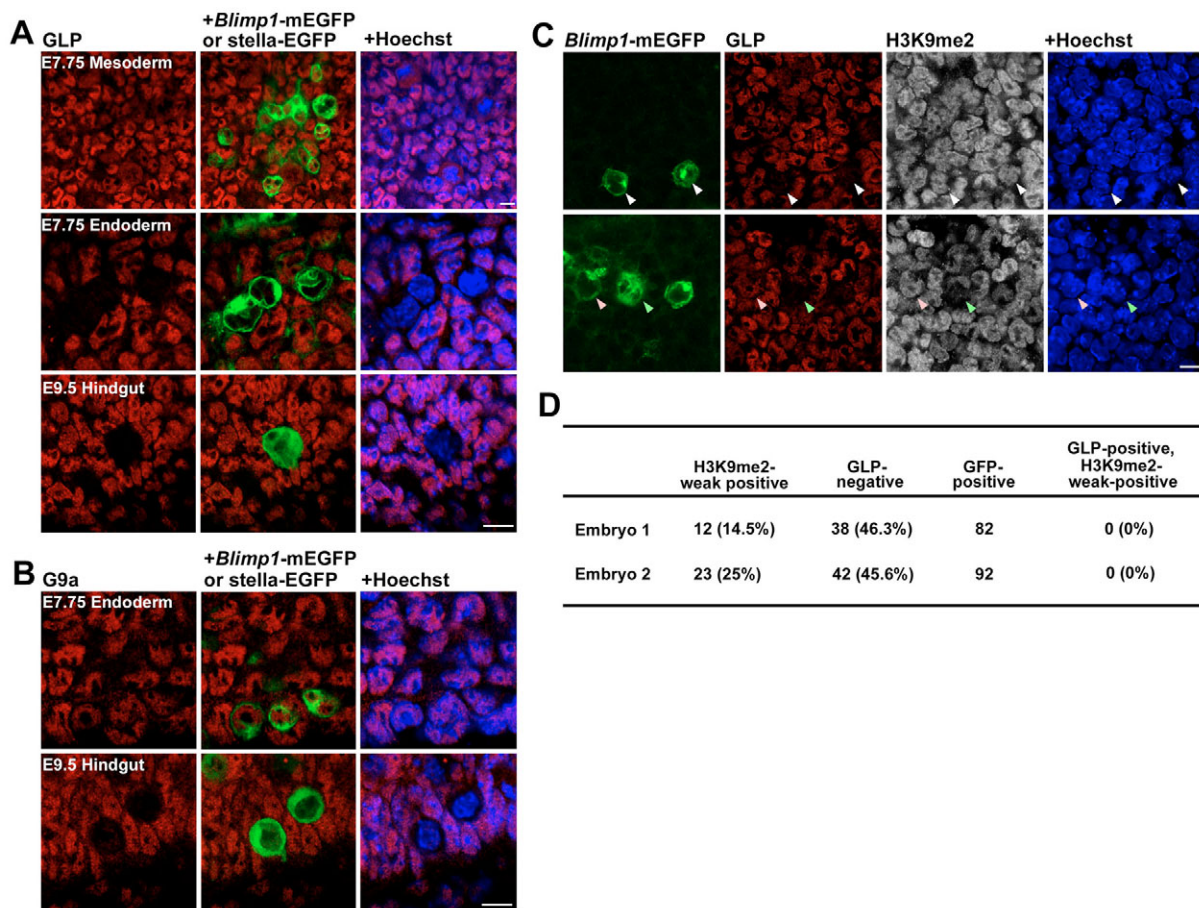 A
GLP
+Blimp1-mEGFP
or stella-EGFP
+Hoechst
E7.75 Mesoderm
E7.75 Endoderm
E9.5 Hindgut
B
G9a
+Blimp1-mEGFP
or stella-EGFP
+Hoechst
E7.75 Endoderm
E9.5 Hindgut
C
Blimp1-mEGFP
GLP
H3K9me2
+Hoechst
D
H3K9me2-
weak positive
GLP-
negative
GFP-
positive
GLP-positive,
H3K9me2-
weak-positive
Embryo 1 12 (14.5%) 38 (46.3%) 82 0 (0%)
Embryo 2 23 (25%) 42 (45.6%) 92 0 (0%)